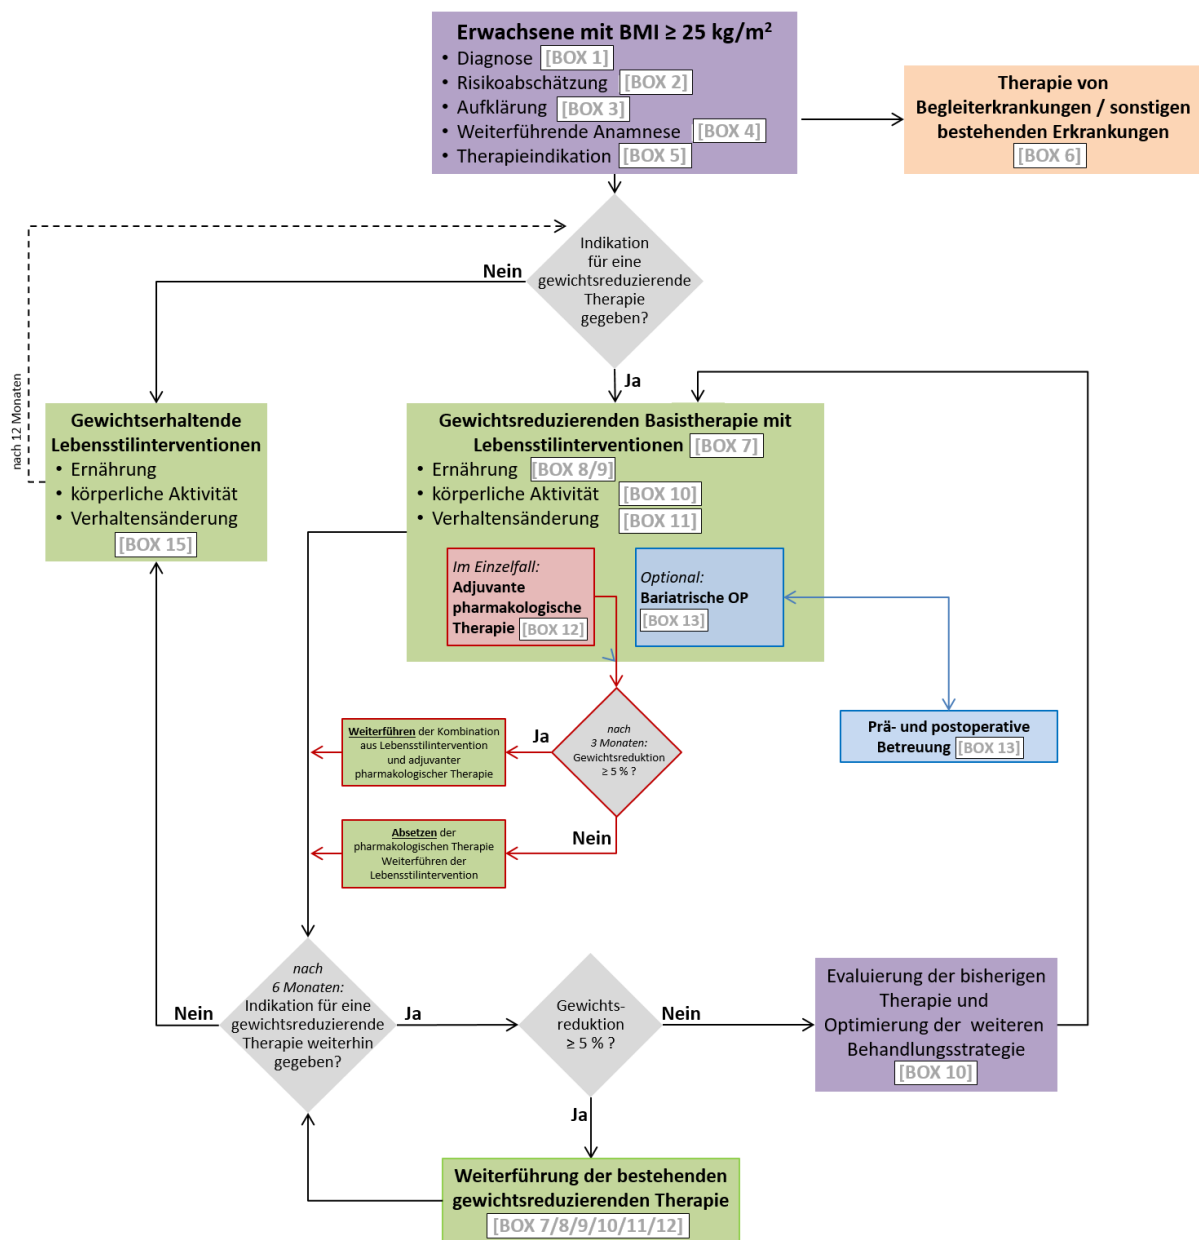 Erwachsene mit BMI ≥ 25 kg/m²
• Diagnose [BOX 1]
• Risikoabschätzung [BOX 2]
• Aufklärung [BOX 3]
• Weiterführende Anamnese [BOX 4]
• Therapieindikation [BOX 5]
Therapie von
Begleiterkrankungen / sonstigen
bestehenden Erkrankungen
[BOX 6]
Indikation
für eine
gewichtsreduzierende
Therapie
gegeben?
Nein
Ja
nach 12 Monaten
Gewichtserhaltende
Lebensstilinterventionen
• Ernährung
• körperliche Aktivität
• Verhaltensänderung
[BOX 15]
Gewichtsreduzierenden Basistherapie mit
Lebensstilinterventionen [BOX 7]
• Ernährung [BOX 8/9]
• körperliche Aktivität [BOX 10]
• Verhaltensänderung [BOX 11]
Im Einzelfall:
Adjuvante
pharmakologische
Therapie [BOX 12]
Optional:
Bariatrische OP
[BOX 13]
Prä- und postoperative
Betreuung [BOX 13]
nach
3 Monaten:
Gewichtsreduktion
≥ 5 % ?
Ja
Weiterführen der Kombination
aus Lebensstilintervention
und adjuvanter
pharmakologischer Therapie
Nein
Absetzen der
pharmakologischen Therapie
Weiterführen der
Lebensstilintervention
nach
6 Monaten:
Indikation für eine
gewichtsreduzierende
Therapie weiterhin
gegeben?
Nein
Ja
Gewichts-
reduktion
≥ 5 % ?
Nein
Ja
Evaluierung der bisherigen
Therapie und
Optimierung der weiteren
Behandlungsstrategie
[BOX 10]
Weiterführung der bestehenden
gewichtsreduzierenden Therapie
[BOX 7/8/9/10/11/12]